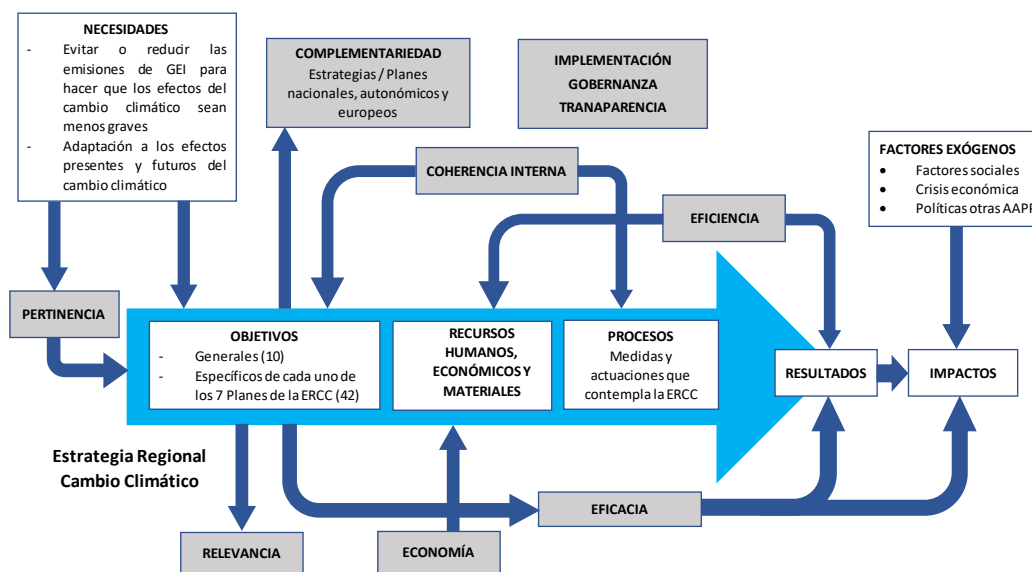 NECESIDADES
- Evitar o reducir las
emisiones de GEI para
hacer que los efectos del
cambio climático sean
menos graves
- Adaptación a los efectos
presentes y futuros del
cambio climático
COMPLEMENTARIEDAD
Estrategias / Planes
nacionales, autonómicos y
europeos
IMPLEMENTACIÓN
GOBERNANZA
TRANAPARENCIA
COHERENCIA INTERNA
EFICIENCIA
FACTORES EXÓGENOS
• Factores sociales
• Crisis económica
• Políticas otras AAPP
PERTINENCIA
OBJETIVOS
- Generales (10)
- Específicos de cada uno de
los 7 Planes de la ERCC (42)
RECURSOS
HUMANOS,
ECONÓMICOS Y
MATERIALES
PROCESOS
Medidas y
actuaciones que
contempla la ERCC
RESULTADOS
IMPACTOS
Estrategia Regional
Cambio Climático
EFICACIA
RELEVANCIA
ECONOMÍA